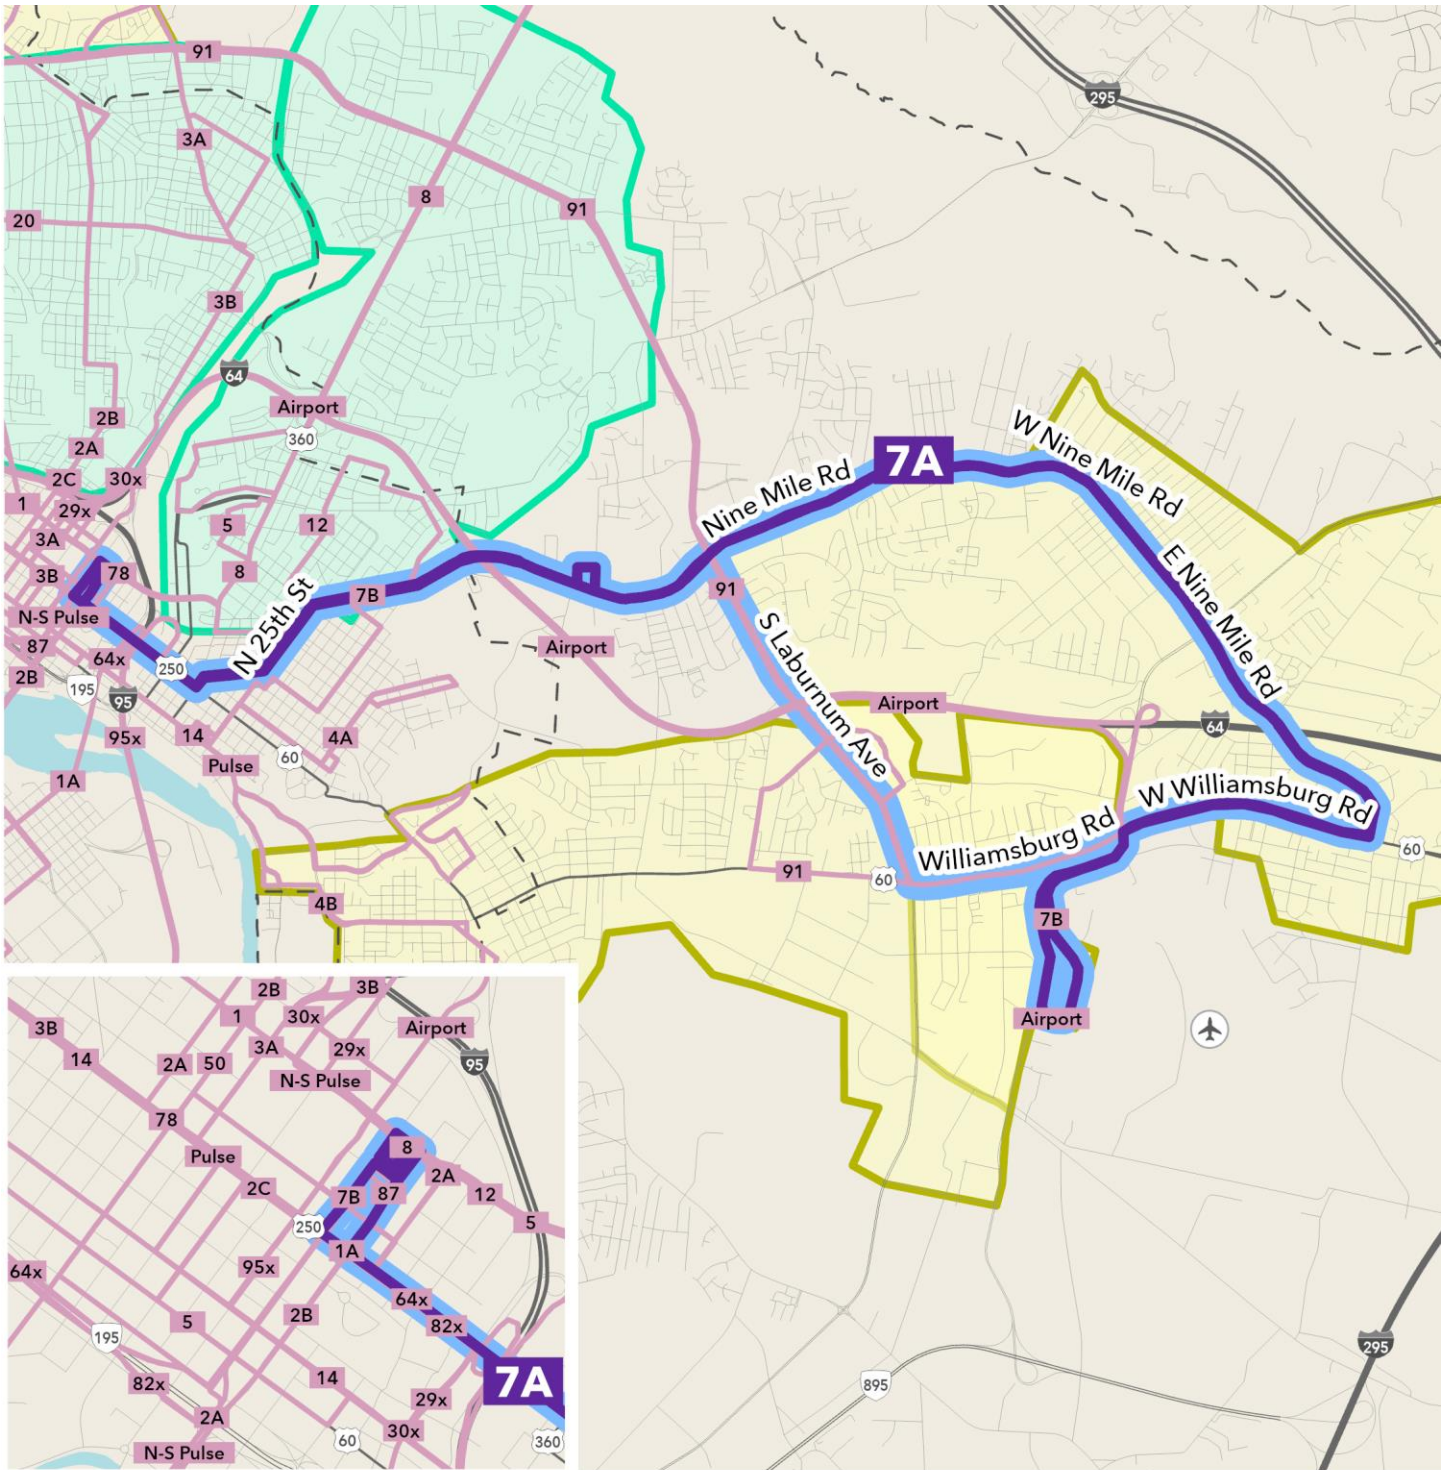 91
295
3A
8
91
20
3B
64
Airport
360
2B
2A
7A
W Nine Mile Rd
Nine Mile Rd
2C
30x
1
29x
5
12
3A
E Nine Mile Rd
3B
78
8
7B
N 25th St
91
N-S Pulse
S Laburnum Ave
87
64x
250
Airport
2B
195
95
Airport
64
95x
14
4A
60
Pulse
1A
W Williamsburg Rd
Williamsburg Rd
60
91
60
4B
7B
Airport
2B
3B
3B
1
30x
Airport
14
3A
29x
2A
50
N-S Pulse
95
78
8
Pulse
2A
2C
7B
87
12
250
5
1A
64x
95x
64x
2B
82x
5
195
14
7A
82x
29x
2A
30x
60
360
N-S Pulse
295
895